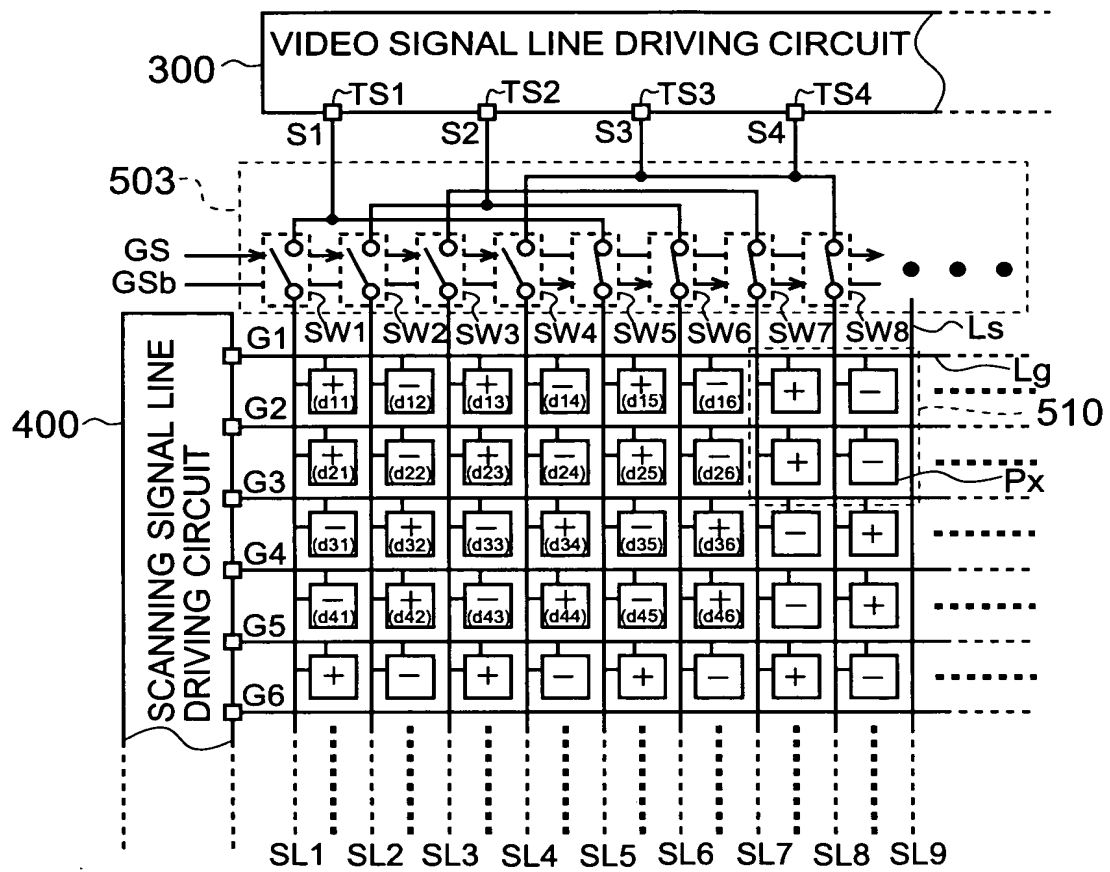 VIDEO SIGNAL LINE DRIVING CIRCUIT
300
TS1 TS2 TS3 TS4
S1 S2 S3 S4
503
GS
GSb
SW1 SW2 SW3 SW4 SW5 SW6 SW7 SW8 Ls
400
SCANNING SIGNAL LINE
DRIVING CIRCUIT
G1
Lg
+ − + − + − + −
(d11) (d12) (d13) (d14) (d15) (d16)
510
G2
+ − + − + − + −
(d21) (d22) (d23) (d24) (d25) (d26)
Px
G3
− + − + − + − +
(d31) (d32) (d33) (d34) (d35) (d36)
G4
− + − + − + − +
(d41) (d42) (d43) (d44) (d45) (d46)
G5
+ − + − + − + −
G6
SL1 SL2 SL3 SL4 SL5 SL6 SL7 SL8 SL9